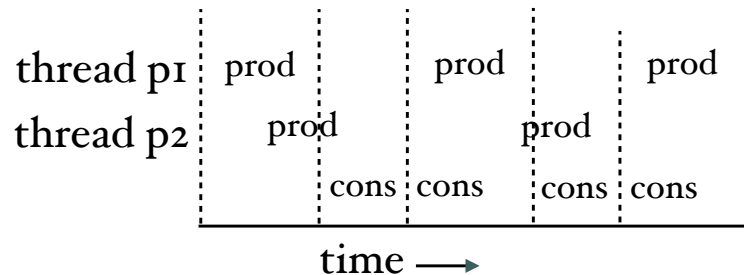 thread p1 prod prod prod
thread p2 prod prod
cons cons cons cons
time